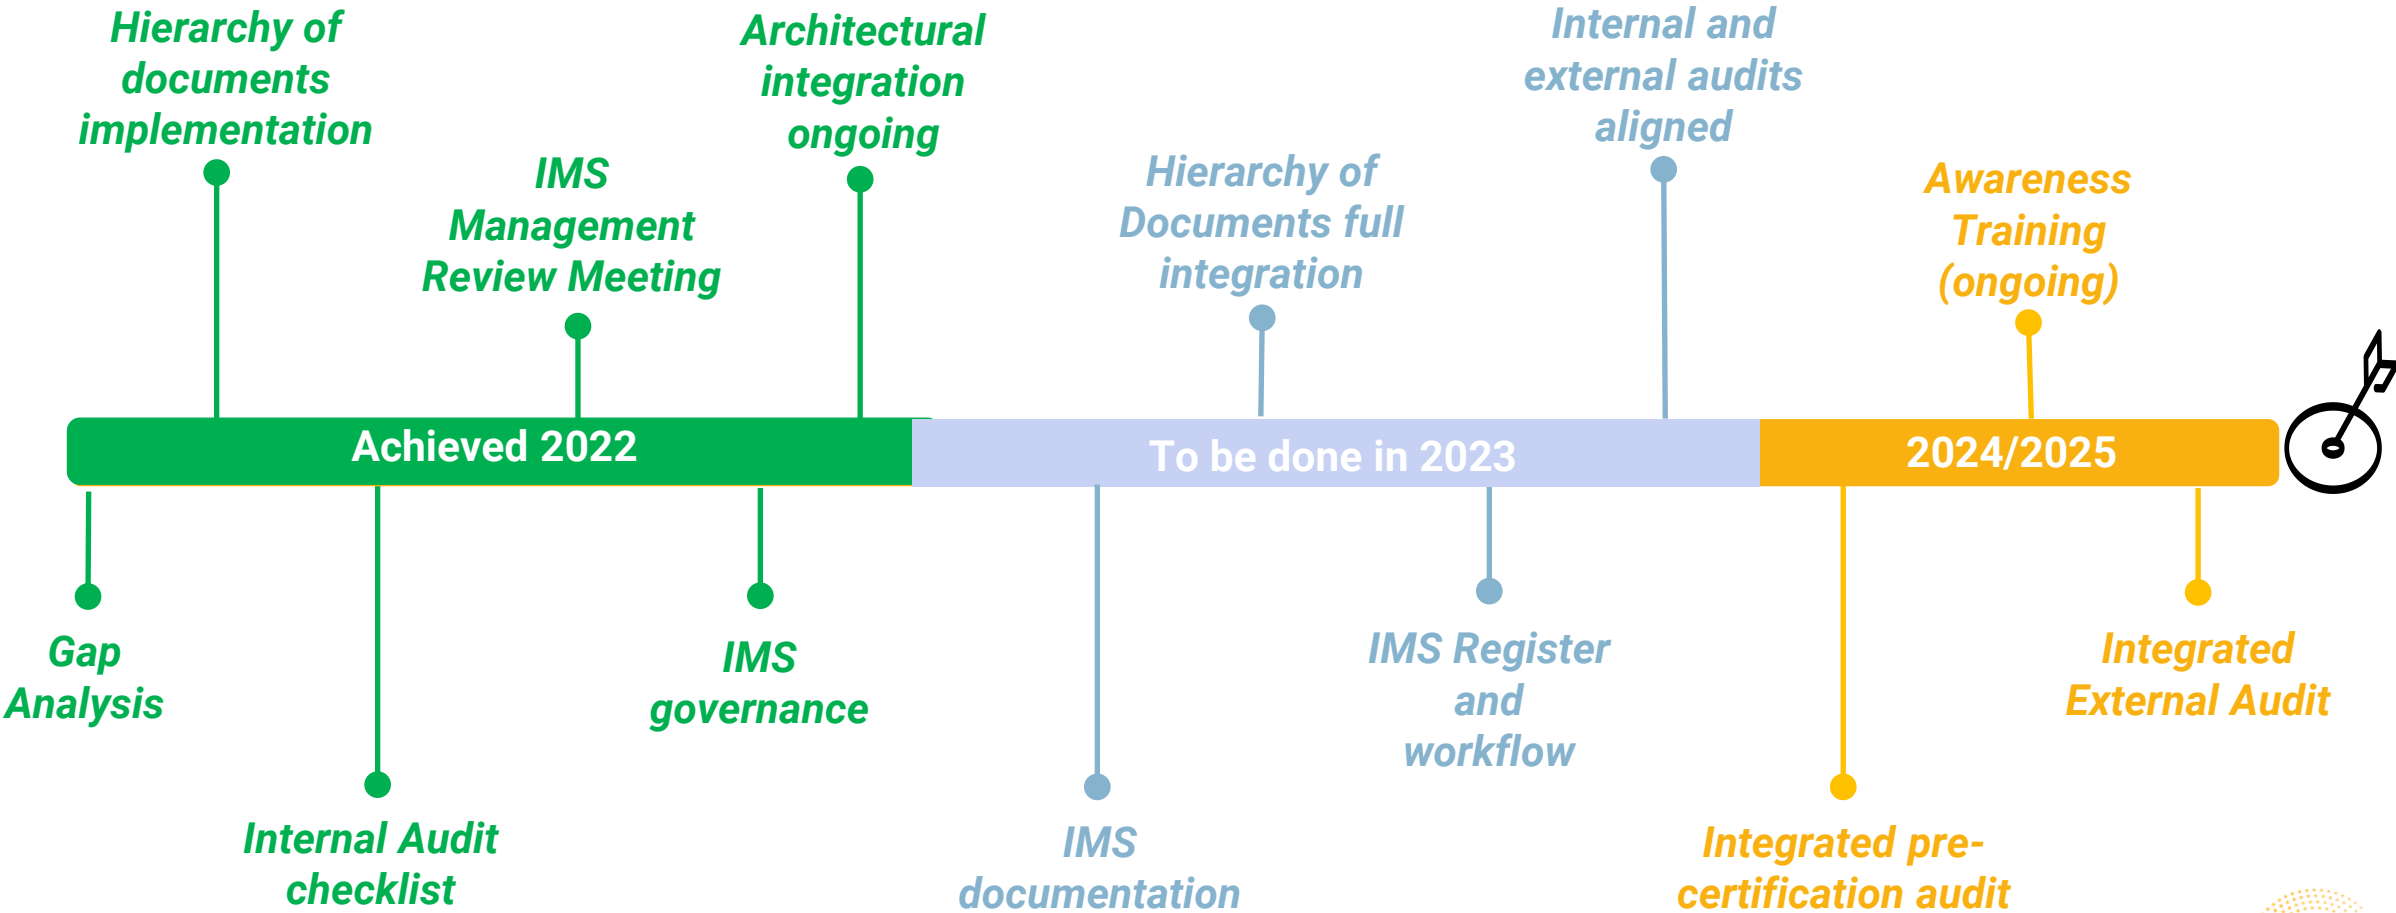 Hierarchy of
documents
implementation
IMS
Management
Review Meeting
Architectural
integration
ongoing
Hierarchy of
Documents full
integration
Internal and
external audits
aligned
Awareness
Training
(ongoing)
Achieved 2022
To be done in 2023
2024/2025
Gap
Analysis
Internal Audit
checklist
IMS
governance
IMS
documentation
IMS Register
and
workflow
Integrated pre-
certification audit
Integrated
External Audit